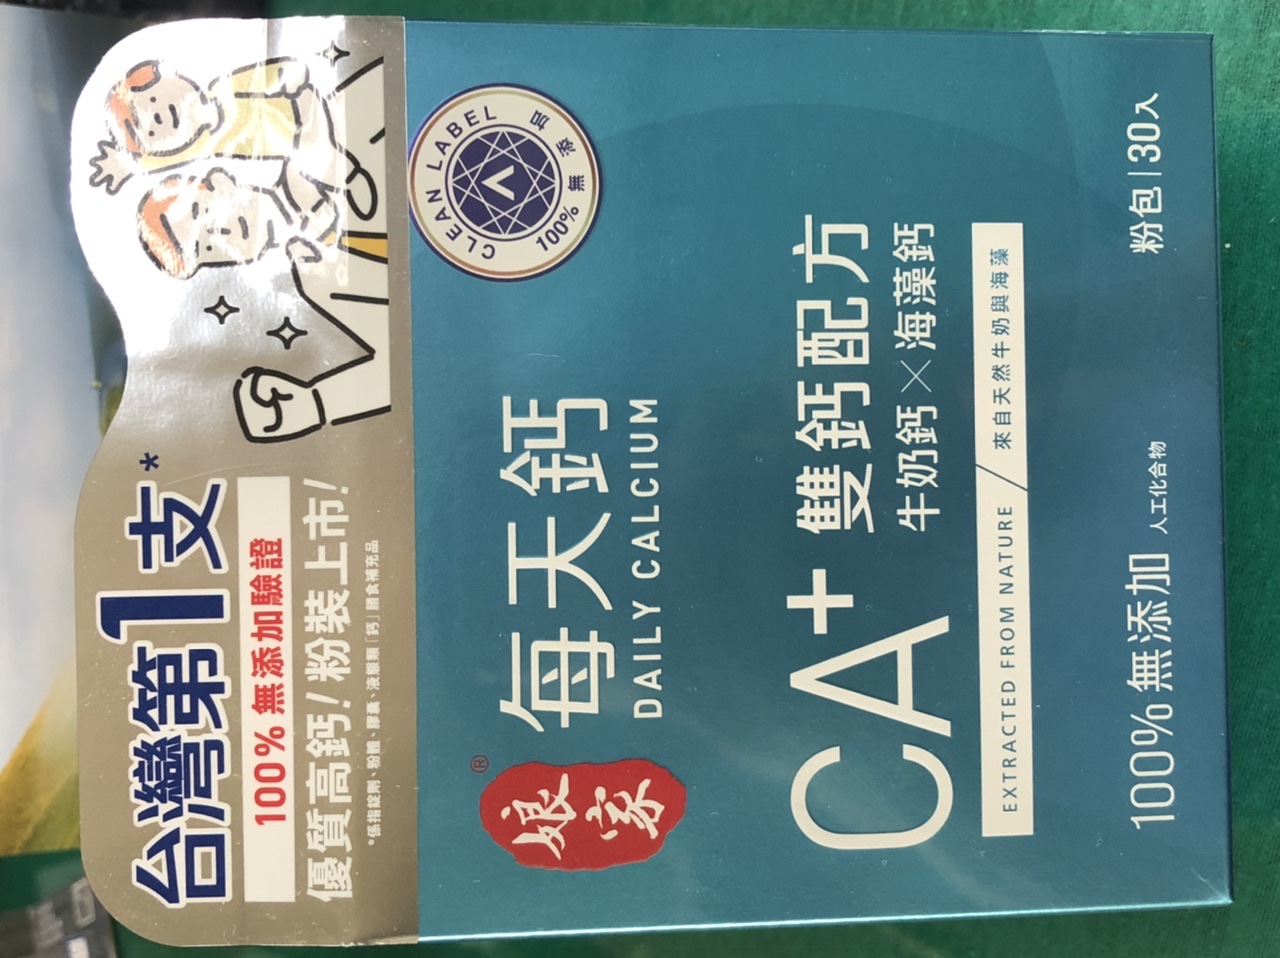 台灣第1支*
100%無添加驗證
優質高鈣!粉裝上市!
*係指錠劑、粉體、膠囊、液態類「鈣」膳食補充品
CLEAN LABEL
100% 無添加
娘家®
每天鈣
DAILY CALCIUM
CA+ 雙鈣配方
牛奶鈣×海藻鈣
EXTRACTED FROM NATURE / 來自天然牛奶與海藻
100%無添加 人工化合物
粉包|30入